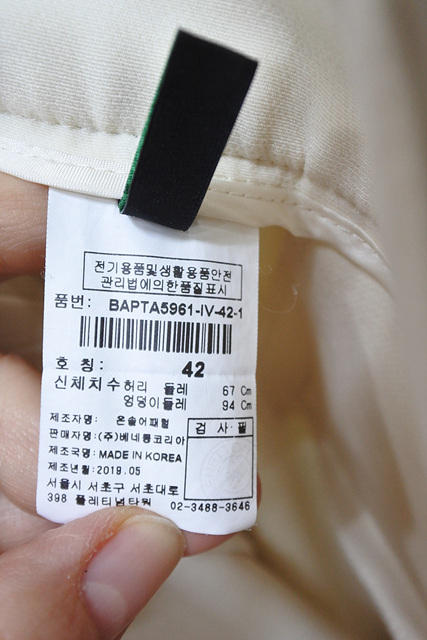 전기용품및생활용품안전
관리법에의한품질표시
품번: BAPTA5961-IV-42-1
호 칭: 42
신체치수허리 둘레 67 Cm
엉덩이둘레 94 Cm
제조자명: 온솔어패럴
판매자명:(주)베네통코리아
제조국명: MADE IN KOREA
제조년월:2019.05
검 사 필
서울시 서초구 서초대로
398 플레티넘타워 02-3488-3646